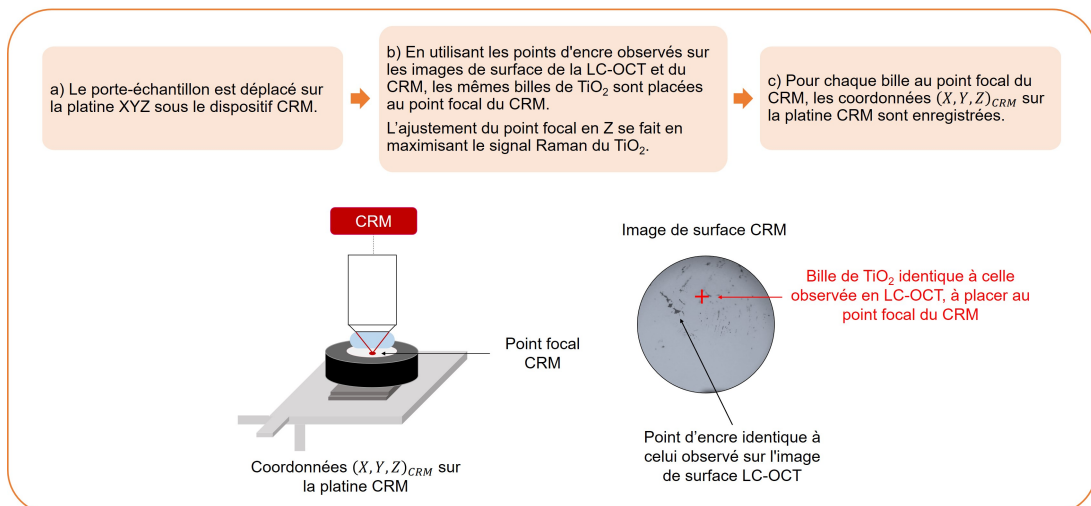 a) Le porte-échantillon est déplacé sur
la platine XYZ sous le dispositif CRM.
b) En utilisant les points d'encre observés sur
les images de surface de la LC-OCT et du
CRM, les mêmes billes de TiO₂ sont placées
au point focal du CRM.
L'ajustement du point focal en Z se fait en
maximisant le signal Raman du TiO₂.
c) Pour chaque bille au point focal du
CRM, les coordonnées (X,Y,Z)_CRM sur
la platine CRM sont enregistrées.
CRM
Point focal
CRM
Coordonnées (X,Y,Z)_CRM sur
la platine CRM
Image de surface CRM
Bille de TiO₂ identique à celle
observée en LC-OCT, à placer au
point focal du CRM
Point d'encre identique à
celui observé sur l'image
de surface LC-OCT